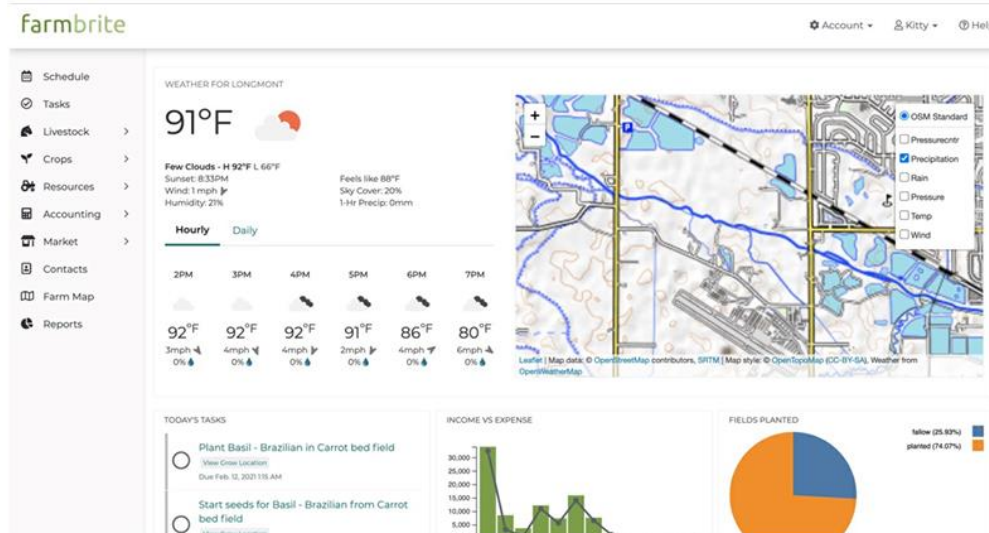 farmbrite
Account
Kitty
Hel
Schedule
Tasks
Livestock
Crops
Resources
Accounting
Market
Contacts
Farm Map
Reports
WEATHER FOR LONGMONT
91°F
Few Clouds - H 92°F L 66°F
Sunset: 8:33PM
Wind: 1 mph
Humidity: 21%
Feels like 88°F
Sky Cover: 20%
1-Hr Precip: 0mm
Hourly Daily
2PM 3PM 4PM 5PM 6PM 7PM
92°F 92°F 92°F 91°F 86°F 80°F
3mph 4mph 4mph 2mph 4mph 6mph
0% 0% 0% 0% 0% 0%
+
−
P
OSM Standard
Pressurecntr
Precipitation
Rain
Pressure
Temp
Wind
Leaflet | Map data: © OpenStreetMap contributors, SRTM | Map style: © OpenTopoMap (CC-BY-SA), Weather from
OpenWeatherMap
TODAY'S TASKS
Plant Basil - Brazilian in Carrot bed field
View Grow Location
Due Feb. 12, 2021 1:15 AM
Start seeds for Basil - Brazilian from Carrot
bed field
INCOME VS EXPENSE
30,000
25,000
20,000
15,000
10,000
5,000
FIELDS PLANTED
fallow (25.93%)
planted (74.07%)